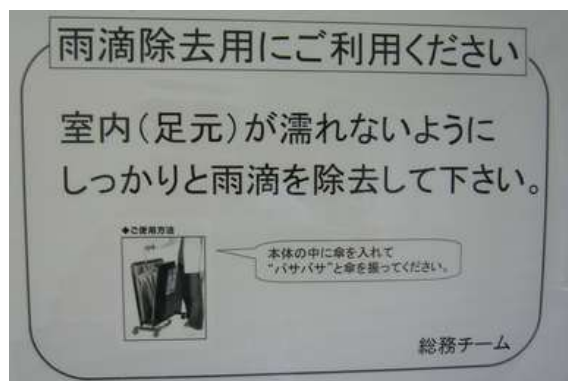 雨滴除去用にご利用ください
室内(足元)が濡れないように
しっかりと雨滴を除去して下さい。
◆ご使用方法
本体の中に傘を入れて
“バサバサ”と傘を振ってください。
総務チーム